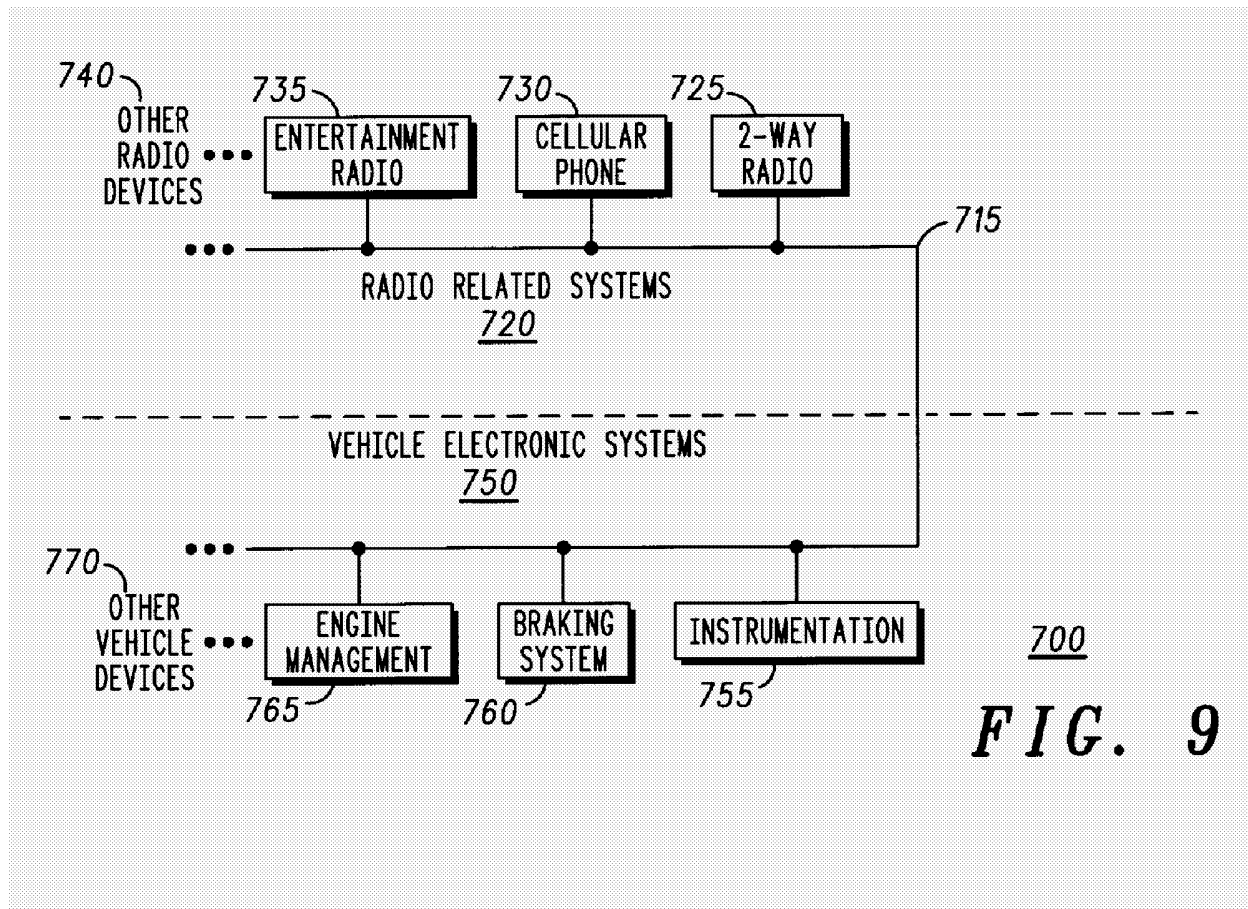 740
OTHER
RADIO
DEVICES
735
ENTERTAINMENT
RADIO
730
CELLULAR
PHONE
725
2-WAY
RADIO
715
RADIO RELATED SYSTEMS
720
VEHICLE ELECTRONIC SYSTEMS
750
770
OTHER
VEHICLE
DEVICES
ENGINE
MANAGEMENT
765
BRAKING
SYSTEM
760
INSTRUMENTATION
755
700
FIG. 9